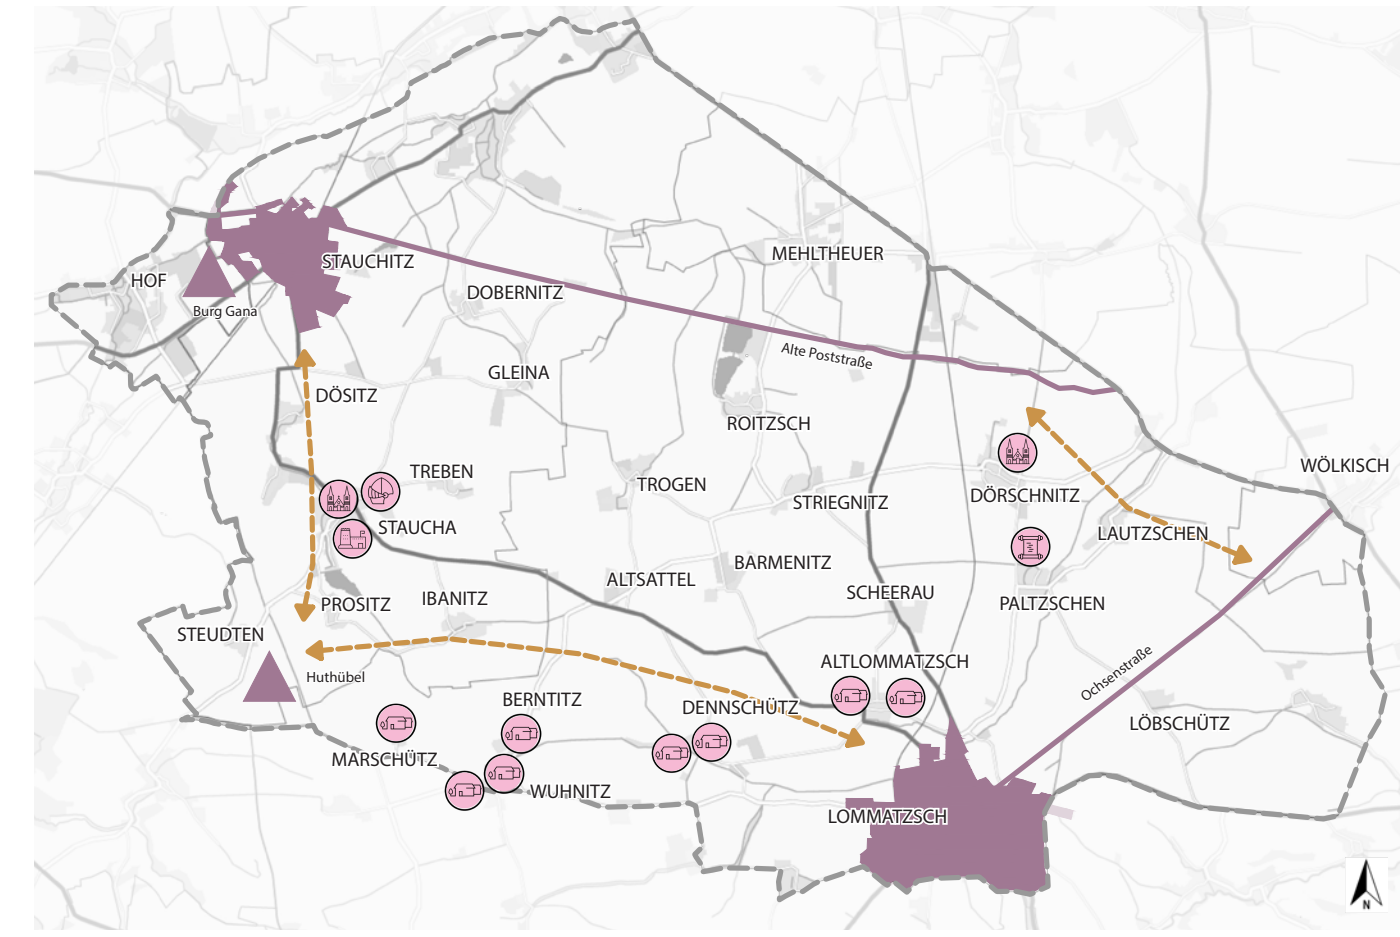 MEHLTHEUER
STAUCHITZ
HOF
DOBERNITZ
Burg Gana
Alte Poststraße
GLEINA
DÖSITZ
ROITZSCH
WÖLKISCH
TREBEN
TROGEN
DÖRSCHNITZ
STRIEGNITZ
STAUCHA
LAUTZSCHEN
BARMENITZ
ALTSATTEL
SCHEERAU
IBANITZ
PROSITZ
PALTZSCHEN
STEUDTEN
ALTLOMMATZSCH
Huthübel
Ochsenstraße
BERNTITZ
DENNSCHÜTZ
LÖBSCHÜTZ
MARSCHÜTZ
WUHNITZ
LOMMATZSCH
N